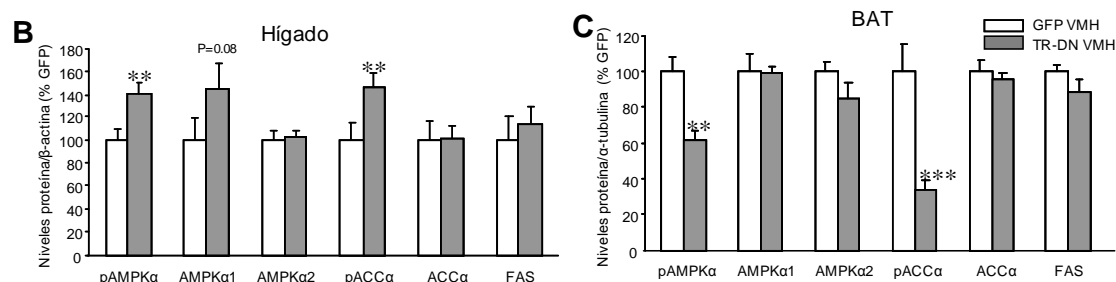 B
Hígado
Niveles proteína/β-actina (% GFP)
180
160
140
120
100
80
60
40
20
0
**
P=0.08
**
pAMPKα AMPKα1 AMPKα2 pACCα ACCα FAS
C
BAT
GFP VMH
TR-DN VMH
Niveles proteína/α-tubulina (% GFP)
120
100
80
60
40
20
0
**
***
pAMPKα AMPKα1 AMPKα2 pACCα ACCα FAS